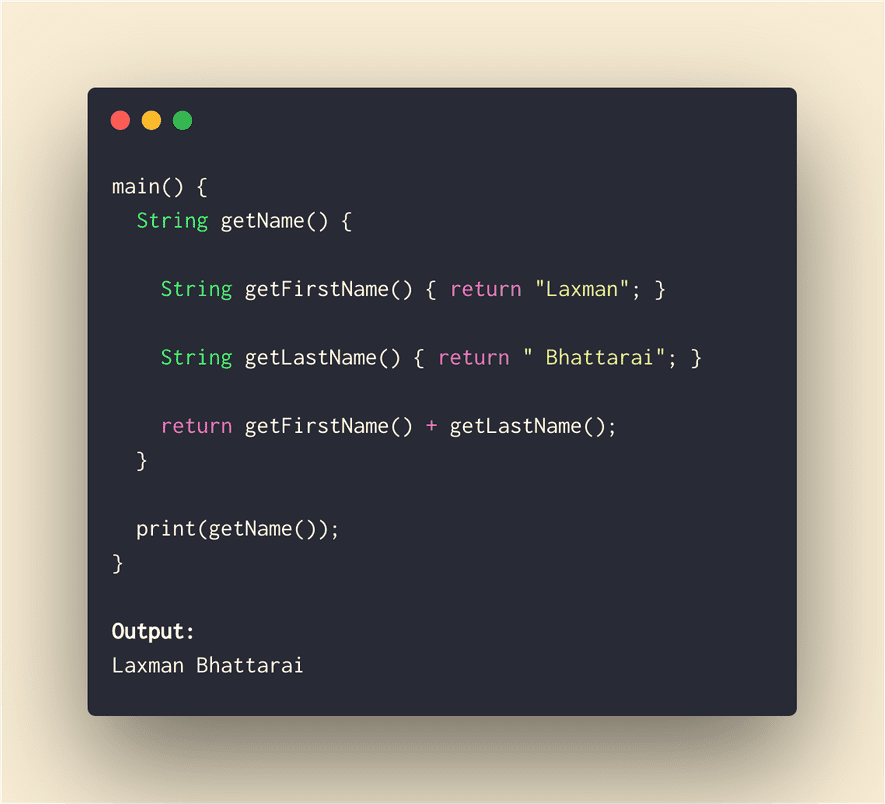 main() {
  String getName() {

    String getFirstName() { return "Laxman"; }

    String getLastName() { return " Bhattarai"; }

    return getFirstName() + getLastName();
  }

  print(getName());
}

Output:
Laxman Bhattarai